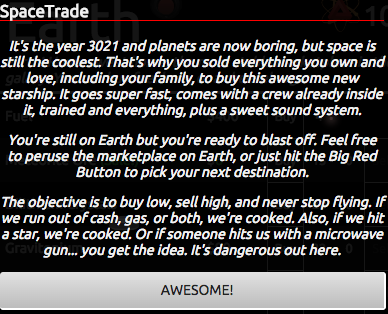 SpaceTrade
It's the year 3021 and planets are now boring, but space is
still the coolest. That's why you sold everything you own and
love, including your family, to buy this awesome new
starship. It goes super fast, comes with a crew already inside
it, trained and everything, plus a sweet sound system.
You're still on Earth but you're ready to blast off. Feel free
to peruse the marketplace on Earth, or just hit the Big Red
Button to pick your next destination.
The objective is to buy low, sell high, and never stop flying. If
we run out of cash, gas, or both, we're cooked. Also, if we hit
a star, we're cooked. Or if someone hits us with a microwave
gun... you get the idea. It's dangerous out here.
AWESOME!